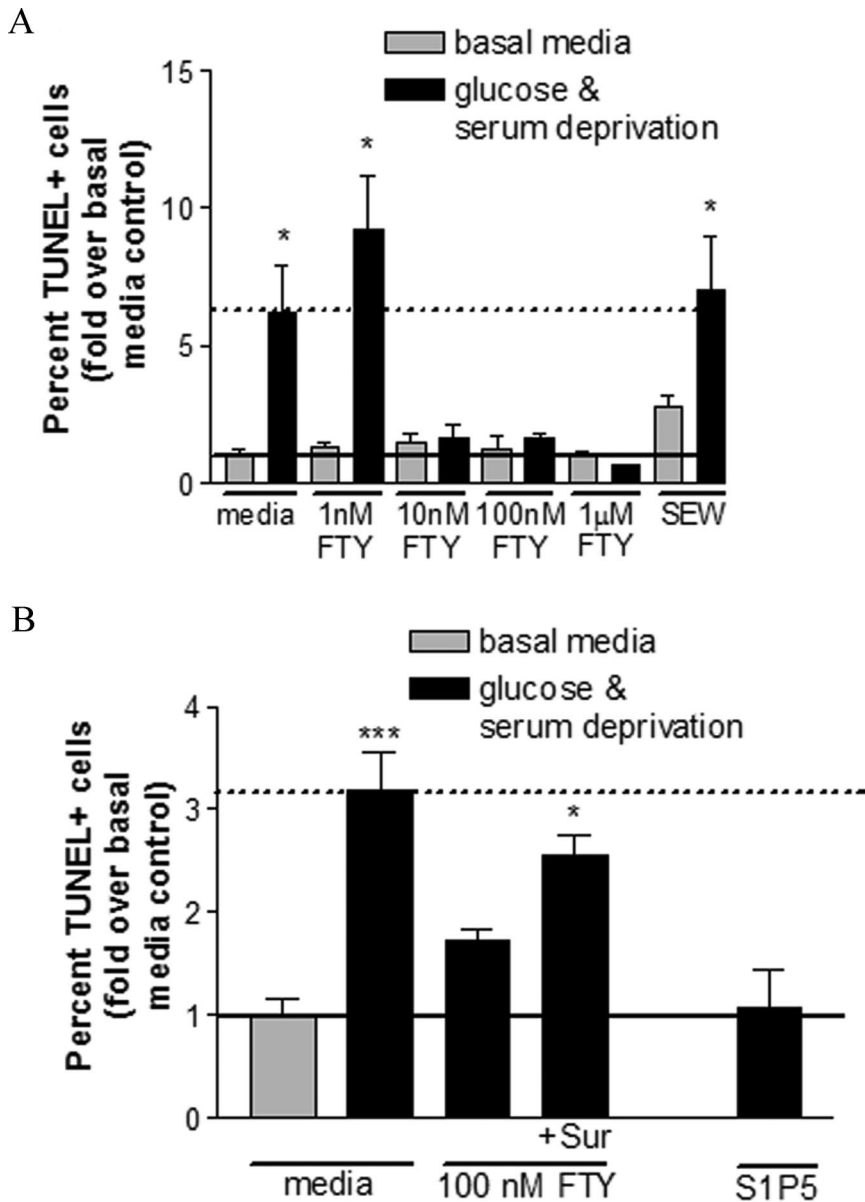 A
basal media
glucose &
serum deprivation
Percent TUNEL+ cells
(fold over basal
media control)
15
10
5
0
*
*
*
media
1nM
FTY
10nM
FTY
100nM
FTY
1µM
FTY
SEW
B
basal media
glucose &
serum deprivation
Percent TUNEL+ cells
(fold over basal
media control)
4
3
2
1
0
***
*
+Sur
media
100 nM FTY
S1P5